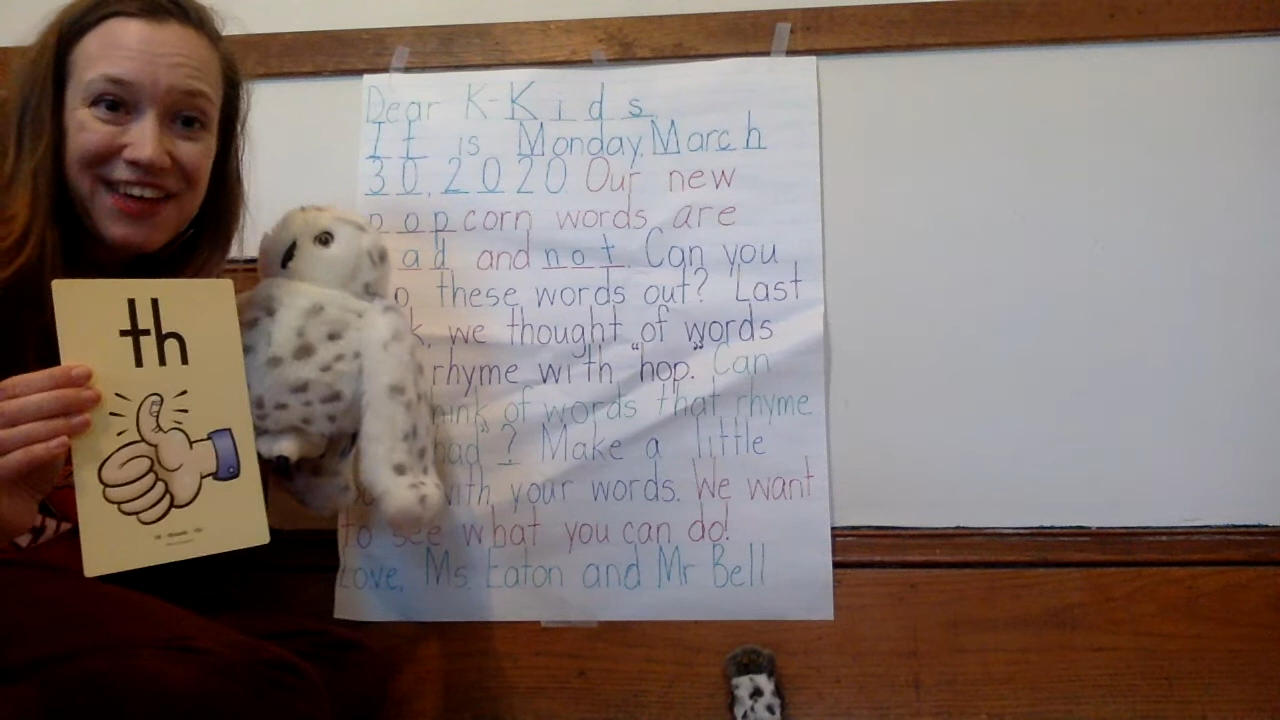 th
Dear K-Kids,
It is Monday, March
30, 2020 Our new
popcorn words are
ad and not. Can you
these words out? Last
k, we thought of words
rhyme with "hop." Can
hink of words that rhyme
had"? Make a little
with your words. We want
to see what you can do!
Love, Ms. Eaton and Mr Bell